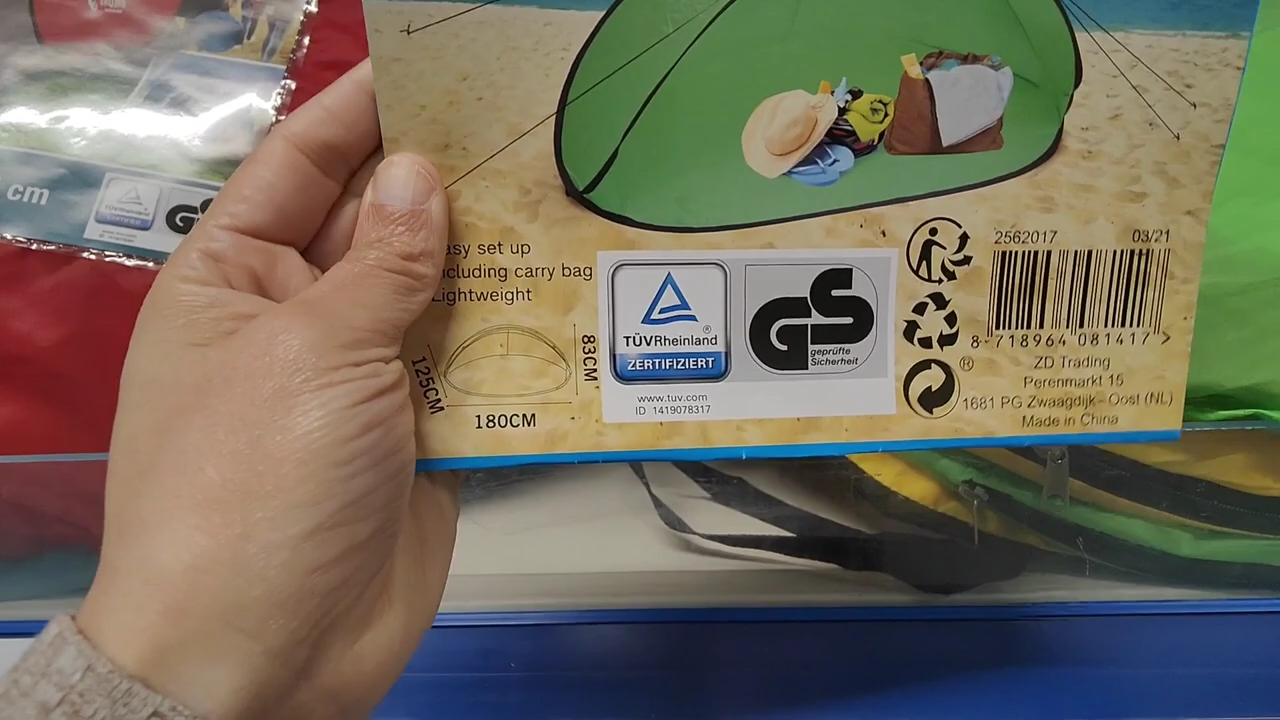 cm
TÜVRheinland
asy set up
cluding carry bag
Lightweight
125CM
83CM
180CM
TÜVRheinland®
ZERTIFIZIERT
www.tuv.com
ID 1419078317
GS
geprüfte
Sicherheit
2562017 03/21
8 718964 081417 >
®
ZD Trading
Perenmarkt 15
1681 PG Zwaagdijk - Oost (NL)
Made in China